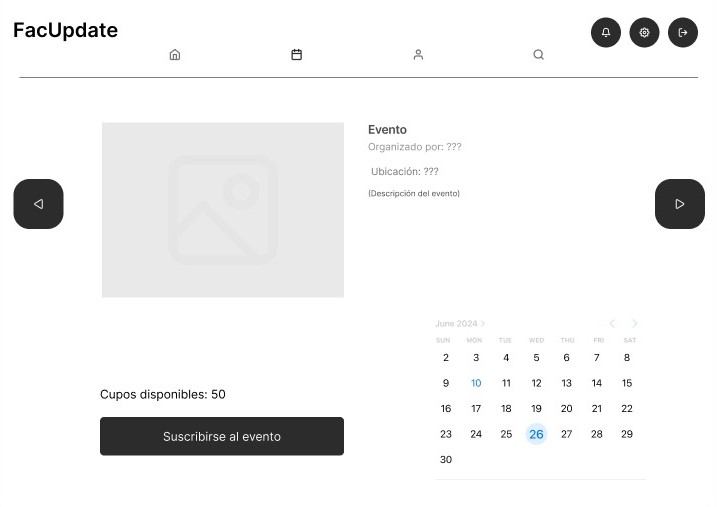 FacUpdate
Evento
Organizado por: ???
Ubicación: ???
(Descripción del evento)
Cupos disponibles: 50
Suscribirse al evento
June 2024
SUN MON TUE WED THU FRI SAT
2 3 4 5 6 7 8
9 10 11 12 13 14 15
16 17 18 19 20 21 22
23 24 25 26 27 28 29
30